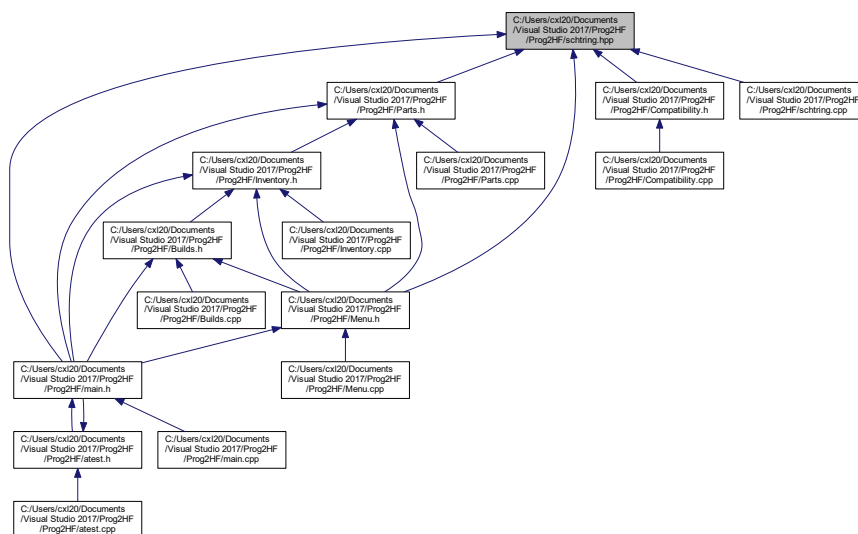 C:/Users/cxl20/Documents
/Visual Studio 2017/Prog2HF
/Prog2HF/schtring.hpp
C:/Users/cxl20/Documents
/Visual Studio 2017/Prog2HF
/Prog2HF/Parts.h
C:/Users/cxl20/Documents
/Visual Studio 2017/Prog2HF
/Prog2HF/Compatibility.h
C:/Users/cxl20/Documents
/Visual Studio 2017/Prog2HF
/Prog2HF/schtring.cpp
C:/Users/cxl20/Documents
/Visual Studio 2017/Prog2HF
/Prog2HF/Inventory.h
C:/Users/cxl20/Documents
/Visual Studio 2017/Prog2HF
/Prog2HF/Parts.cpp
C:/Users/cxl20/Documents
/Visual Studio 2017/Prog2HF
/Prog2HF/Compatibility.cpp
C:/Users/cxl20/Documents
/Visual Studio 2017/Prog2HF
/Prog2HF/Builds.h
C:/Users/cxl20/Documents
/Visual Studio 2017/Prog2HF
/Prog2HF/Inventory.cpp
C:/Users/cxl20/Documents
/Visual Studio 2017/Prog2HF
/Prog2HF/Builds.cpp
C:/Users/cxl20/Documents
/Visual Studio 2017/Prog2HF
/Prog2HF/Menu.h
C:/Users/cxl20/Documents
/Visual Studio 2017/Prog2HF
/Prog2HF/main.h
C:/Users/cxl20/Documents
/Visual Studio 2017/Prog2HF
/Prog2HF/Menu.cpp
C:/Users/cxl20/Documents
/Visual Studio 2017/Prog2HF
/Prog2HF/atest.h
C:/Users/cxl20/Documents
/Visual Studio 2017/Prog2HF
/Prog2HF/main.cpp
C:/Users/cxl20/Documents
/Visual Studio 2017/Prog2HF
/Prog2HF/atest.cpp